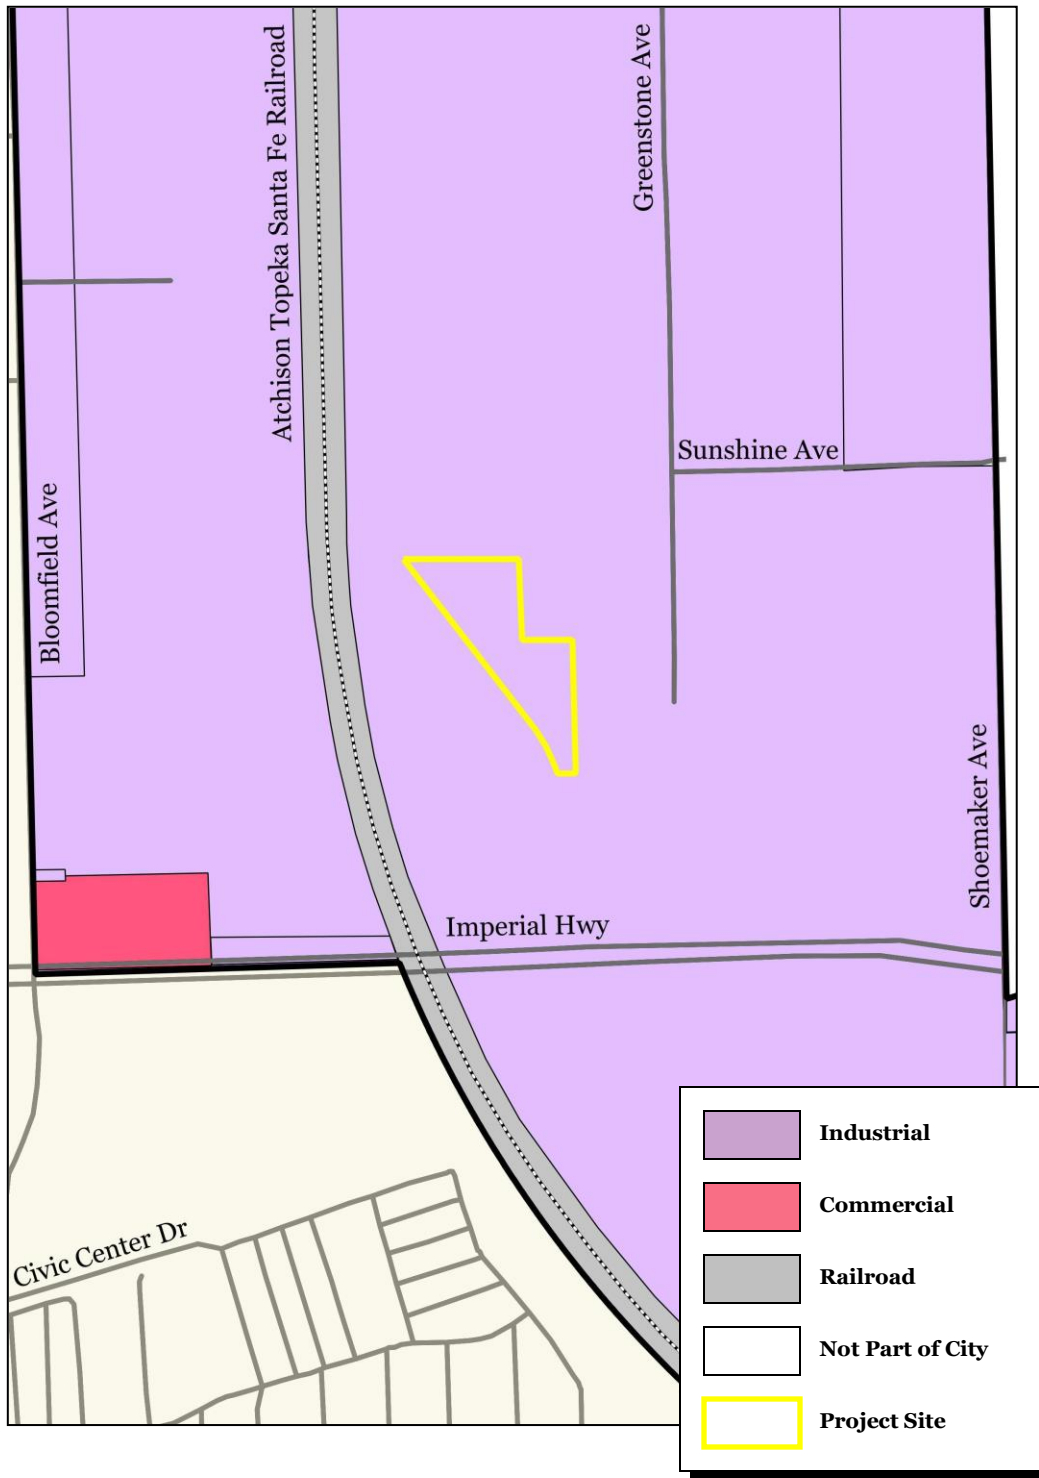 Atchison Topeka Santa Fe Railroad
Greenstone Ave
Sunshine Ave
Bloomfield Ave
Shoemaker Ave
Imperial Hwy
Civic Center Dr
Industrial
Commercial
Railroad
Not Part of City
Project Site